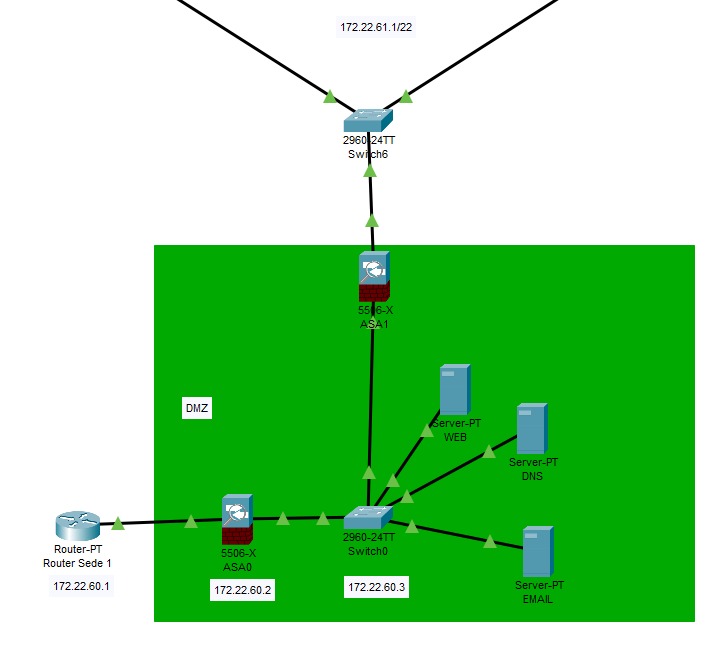 172.22.61.1/22
2960-24TT
Switch6
5506-X
ASA1
DMZ
Server-PT
WEB
Server-PT
DNS
Router-PT
Router Sede 1
172.22.60.1
5506-X
ASA0
172.22.60.2
2960-24TT
Switch0
172.22.60.3
Server-PT
EMAIL